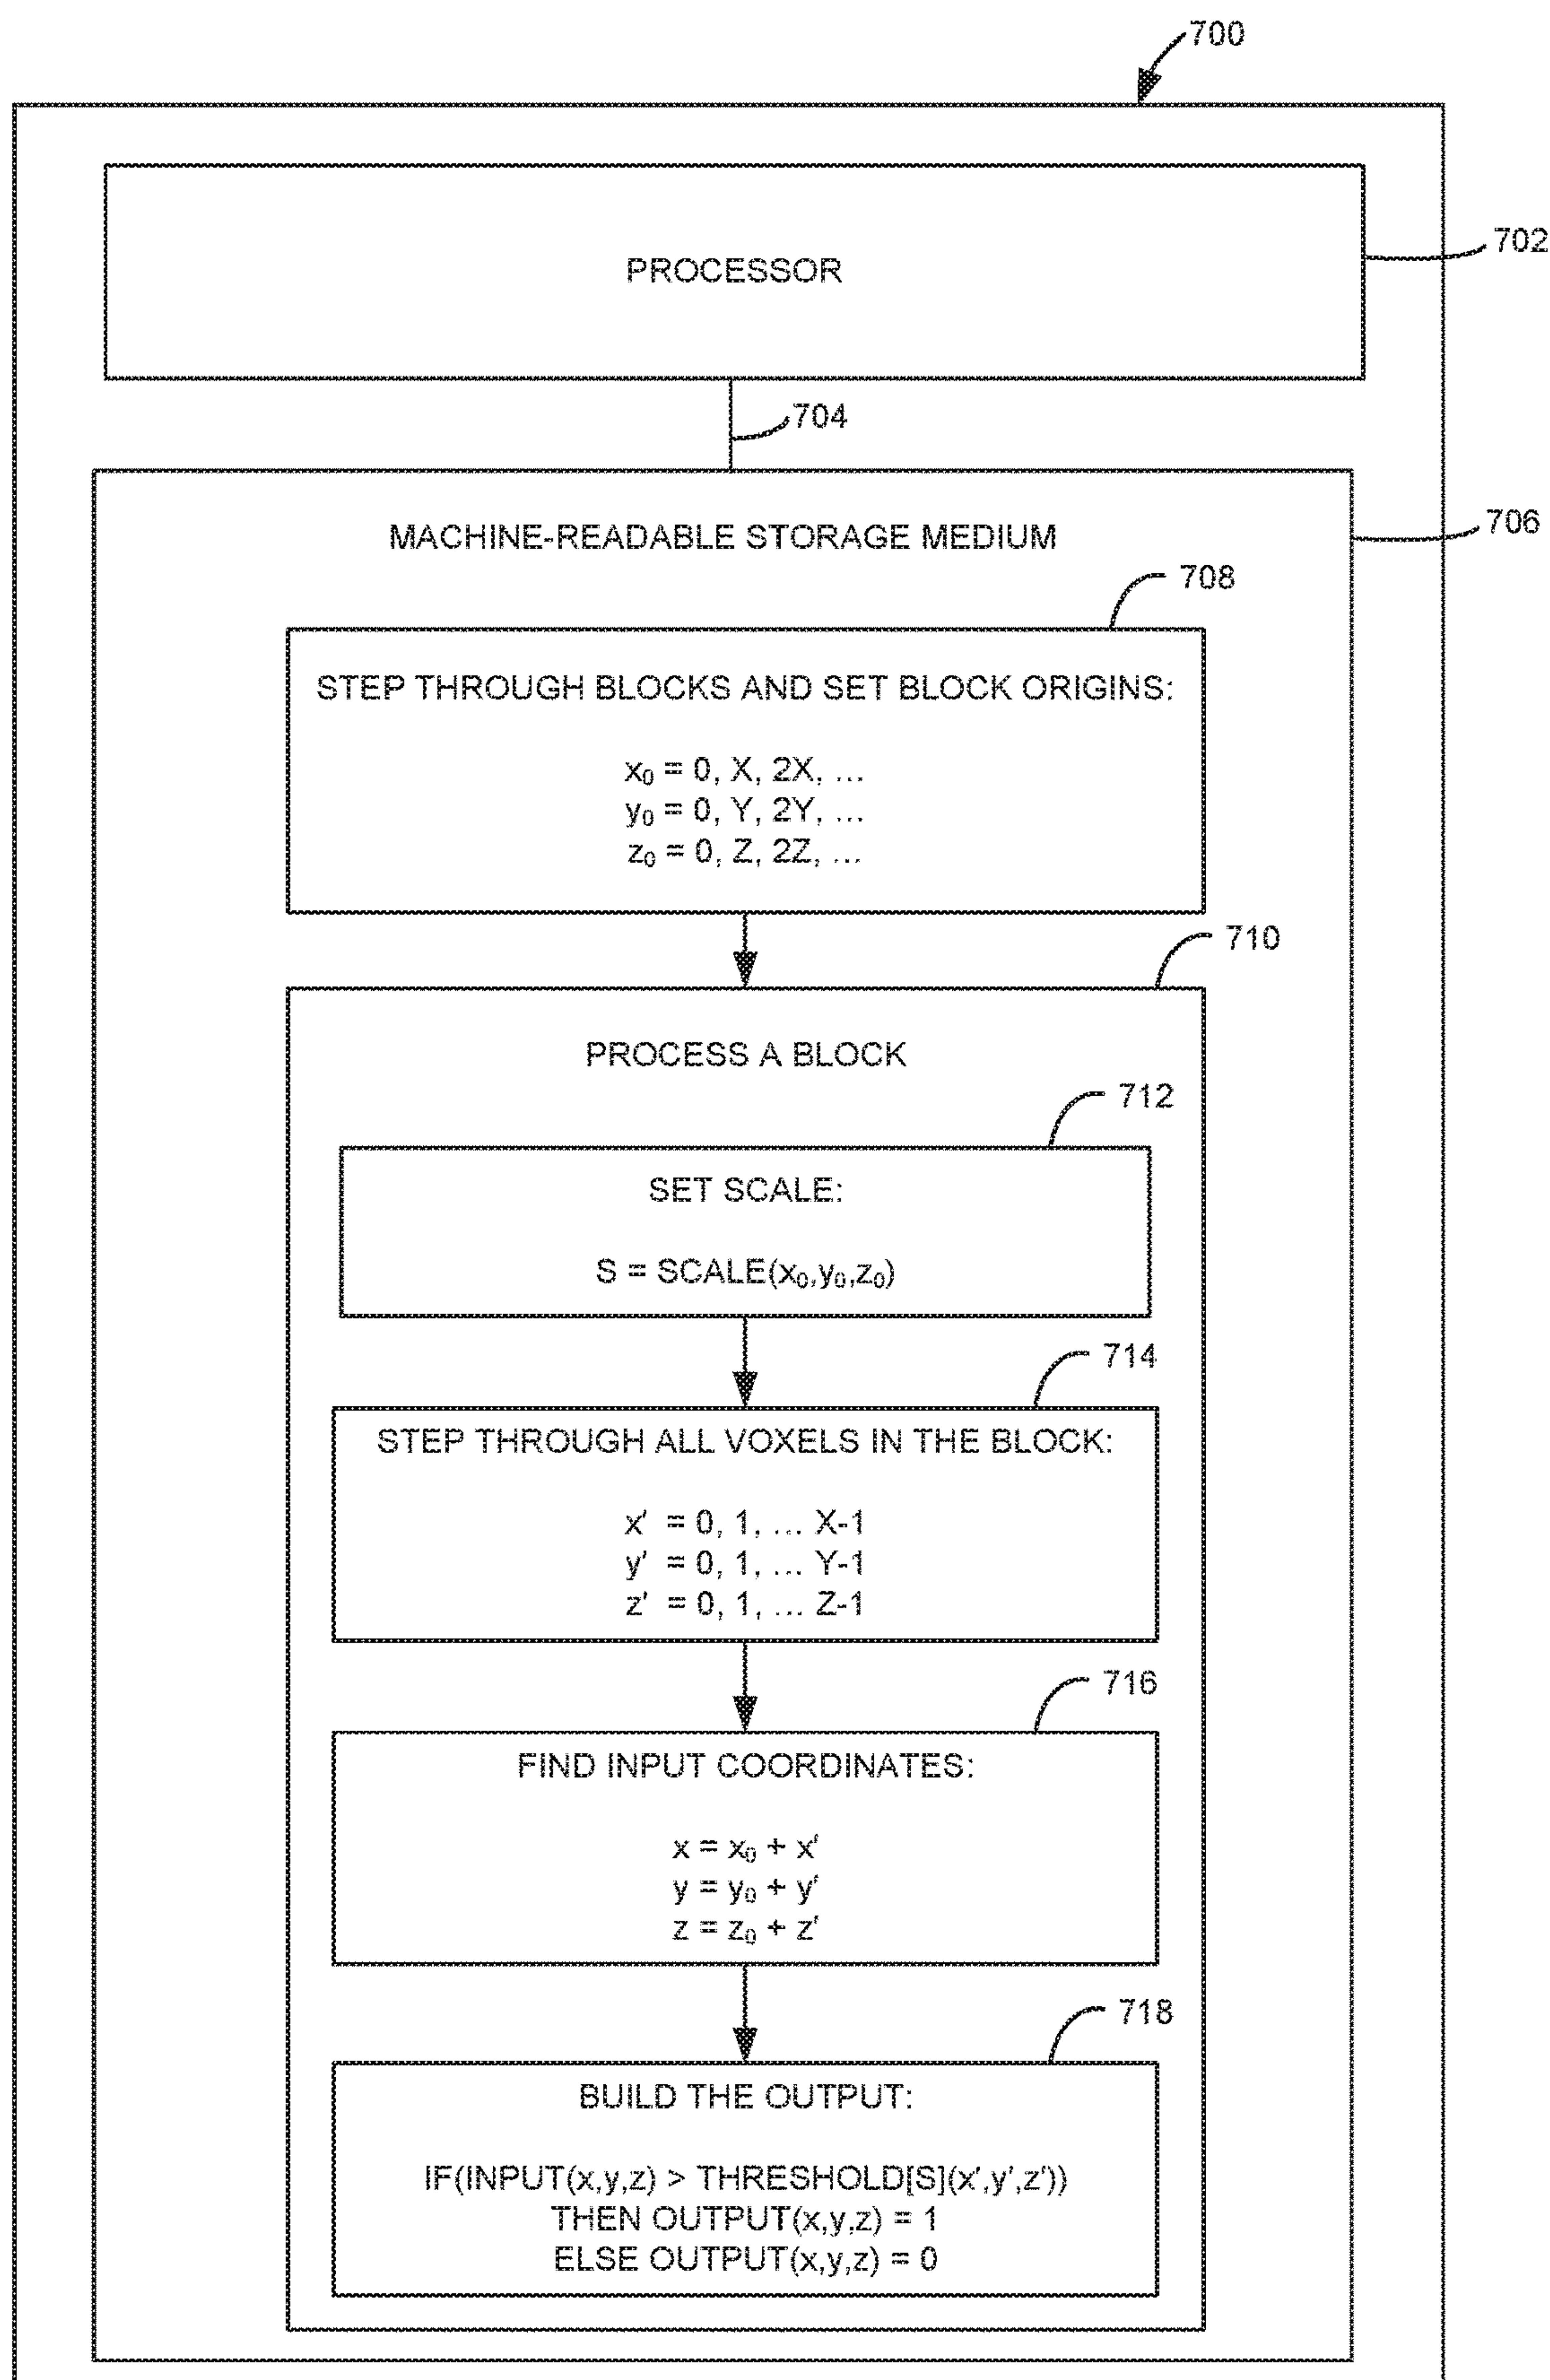 700
PROCESSOR
702
704
MACHINE-READABLE STORAGE MEDIUM
706
708
STEP THROUGH BLOCKS AND SET BLOCK ORIGINS:
x₀ = 0, X, 2X, ...
y₀ = 0, Y, 2Y, ...
z₀ = 0, Z, 2Z, ...
710
PROCESS A BLOCK
712
SET SCALE:
S = SCALE(x₀,y₀,z₀)
714
STEP THROUGH ALL VOXELS IN THE BLOCK:
x' = 0, 1, ... X-1
y' = 0, 1, ... Y-1
z' = 0, 1, ... Z-1
716
FIND INPUT COORDINATES:
x = x₀ + x'
y = y₀ + y'
z = z₀ + z'
718
BUILD THE OUTPUT:
IF(INPUT(x,y,z) > THRESHOLD[S](x',y',z'))
THEN OUTPUT(x,y,z) = 1
ELSE OUTPUT(x,y,z) = 0